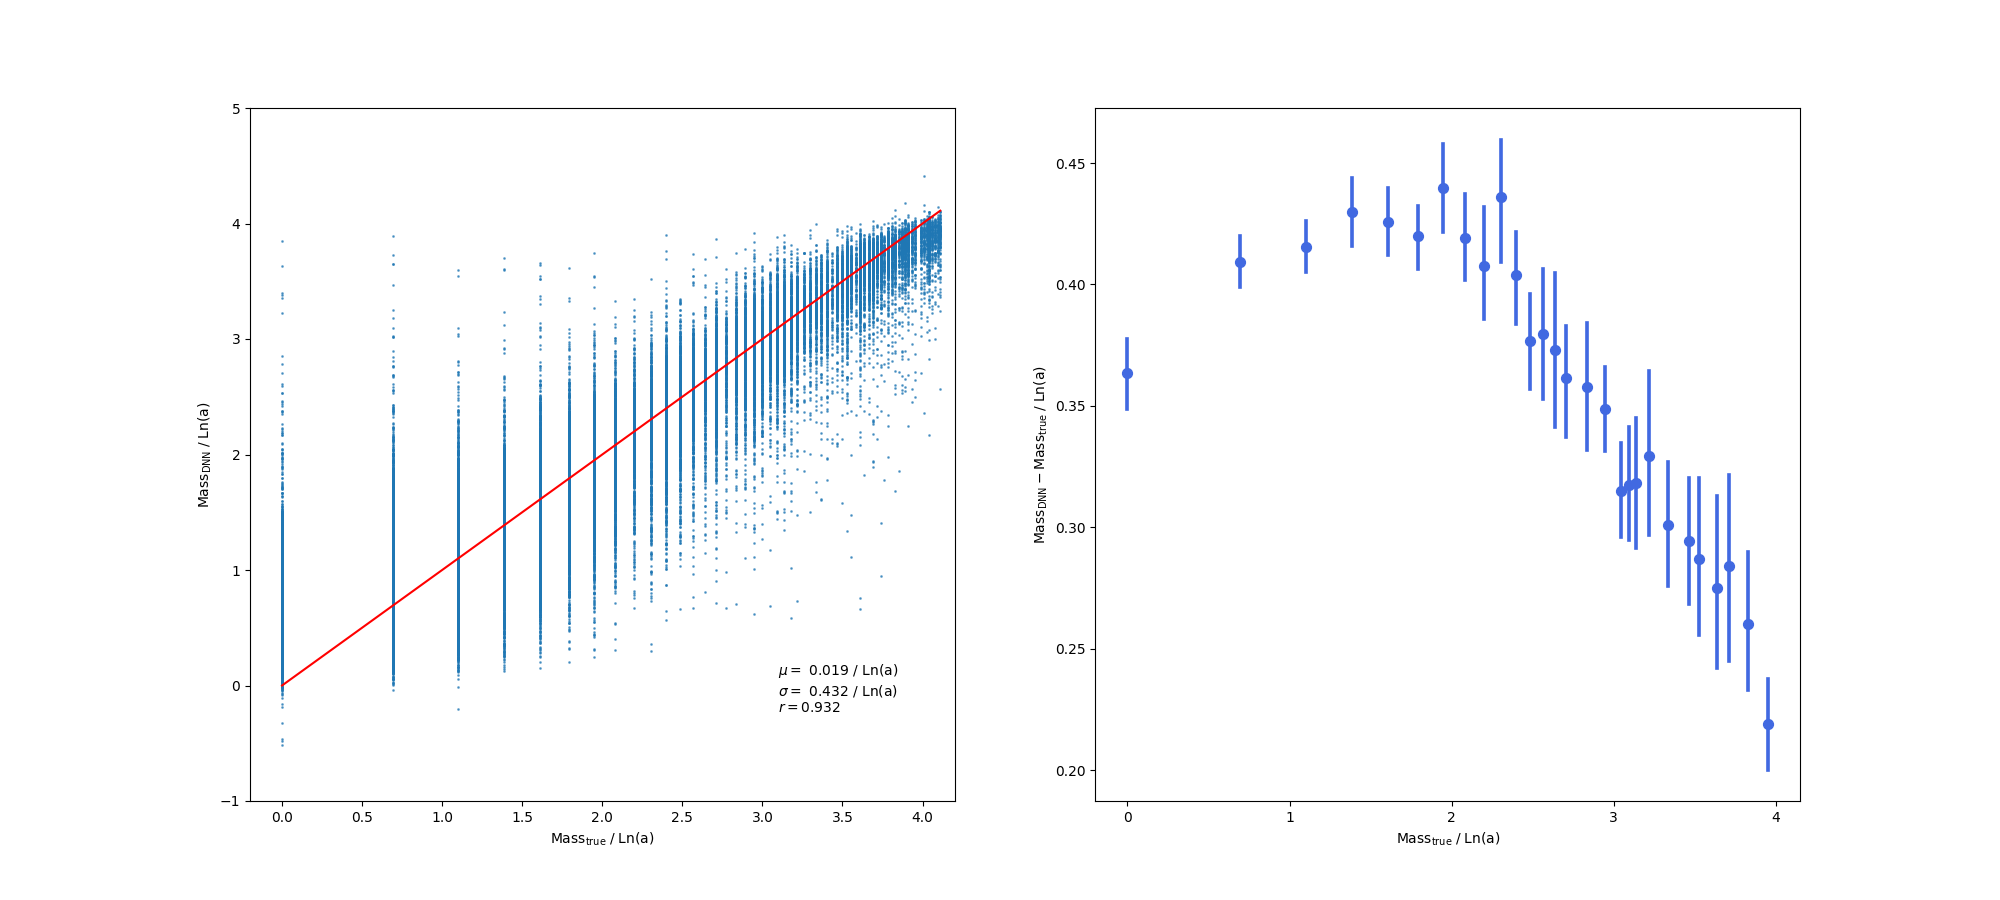 5
4
3
2
1
0
−1
Mass_DNN / Ln(a)
μ = 0.019 / Ln(a)
σ = 0.432 / Ln(a)
r = 0.932
0.0 0.5 1.0 1.5 2.0 2.5 3.0 3.5 4.0
Mass_true / Ln(a)
0.45
0.40
0.35
0.30
0.25
0.20
Mass_DNN − Mass_true / Ln(a)
0 1 2 3 4
Mass_true / Ln(a)